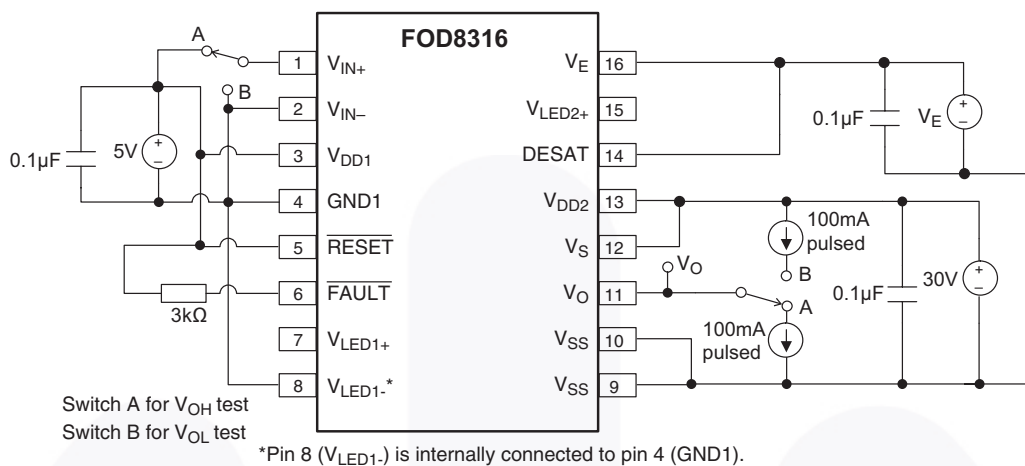 FOD8316
A
B
0.1µF
5V
3kΩ
1 V_IN+
2 V_IN–
3 V_DD1
4 GND1
5 RESET
6 FAULT
7 V_LED1+
8 V_LED1-*
V_E 16
V_LED2+ 15
DESAT 14
V_DD2 13
V_S 12
V_O 11
V_SS 10
V_SS 9
0.1µF
V_E
V_O
100mA
pulsed
B
A
100mA
pulsed
0.1µF
30V
Switch A for V_OH test
Switch B for V_OL test
*Pin 8 (V_LED1-) is internally connected to pin 4 (GND1).